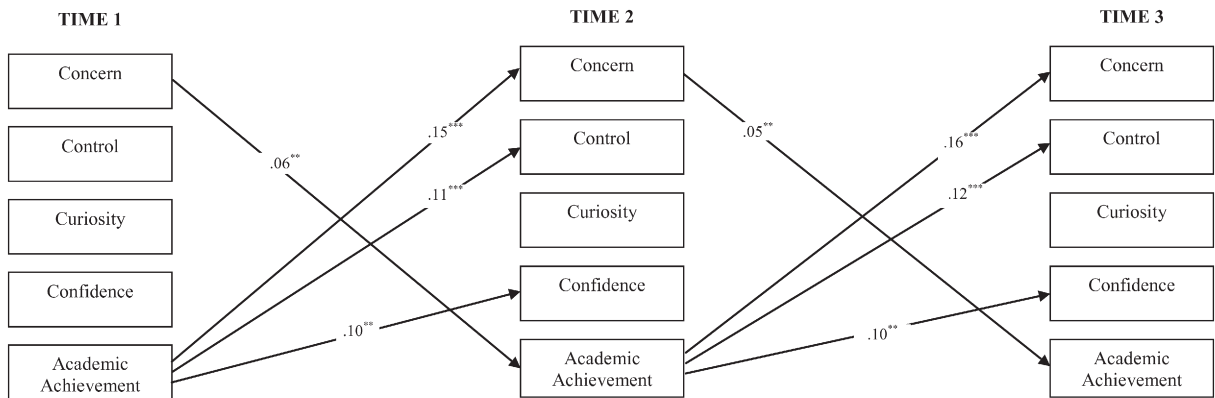 TIME 1 TIME 2 TIME 3
Concern Concern Concern
Control Control Control
Curiosity Curiosity Curiosity
Confidence Confidence Confidence
Academic Achievement Academic Achievement Academic Achievement
.06**
.15***
.11***
.10**
.05**
.16***
.12***
.10**